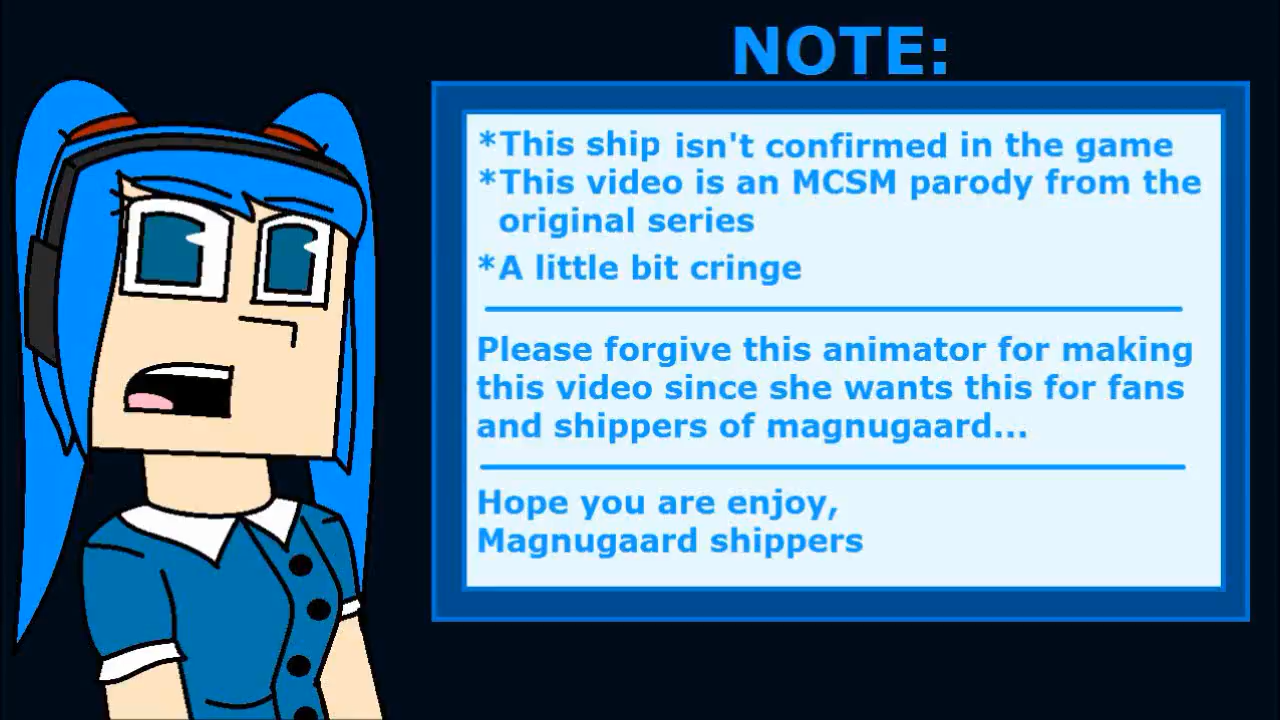 NOTE:
*This ship isn't confirmed in the game
*This video is an MCSM parody from the
original series
*A little bit cringe
Please forgive this animator for making
this video since she wants this for fans
and shippers of magnugaard...
Hope you are enjoy,
Magnugaard shippers